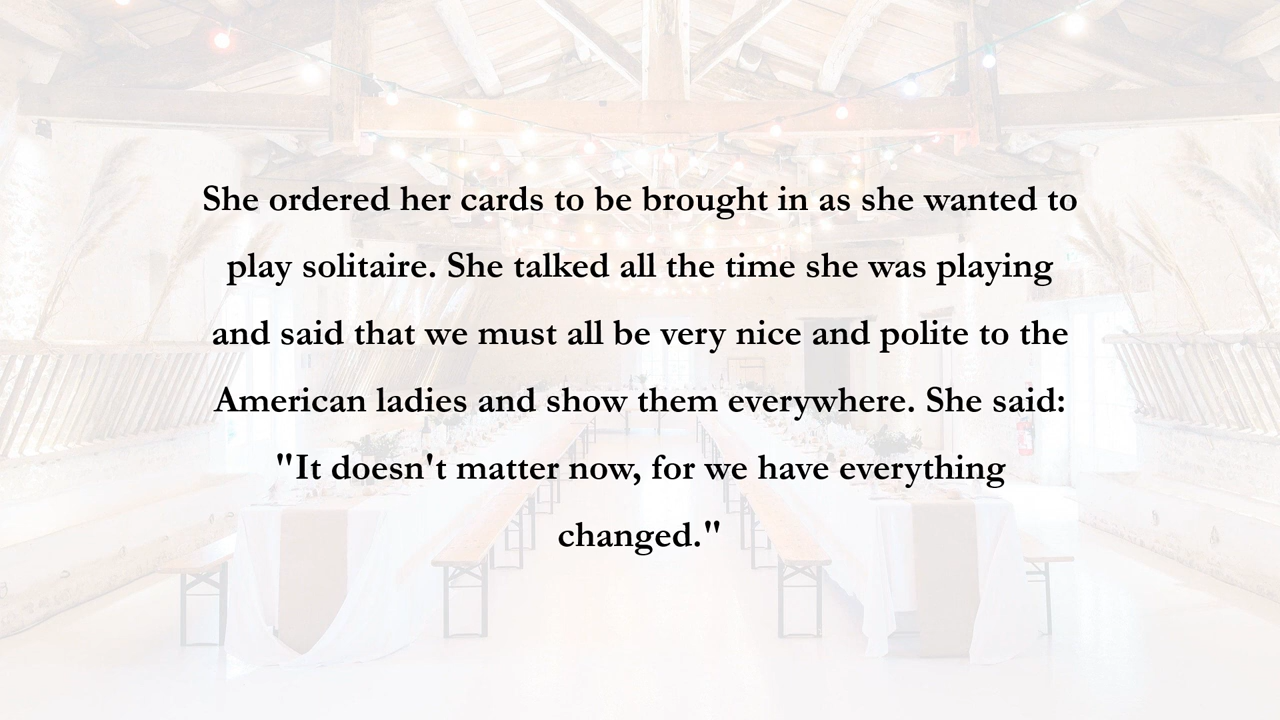 She ordered her cards to be brought in as she wanted to
play solitaire. She talked all the time she was playing
and said that we must all be very nice and polite to the
American ladies and show them everywhere. She said:
"It doesn't matter now, for we have everything
changed."